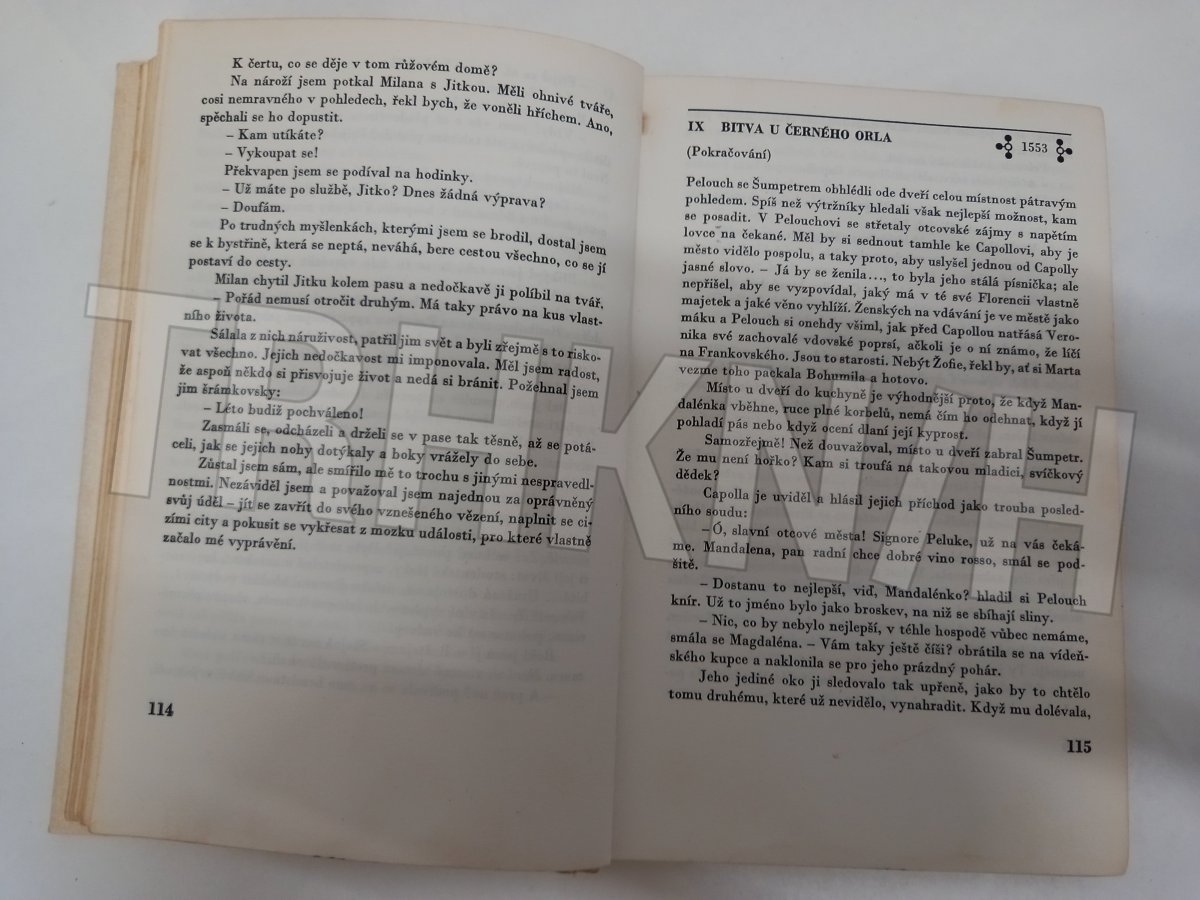 K čertu, co se děje v tom růžovém domě?
Na nároží jsem potkal Milana s Jitkou. Měli ohnivé tváře,
cosi nemravného v pohledech, řekl bych, že voněli hříchem. Ano,
spěchali se ho dopustit.
– Kam utíkáte?
– Vykoupat se!
Překvapen jsem se podíval na hodinky.
– Už máte po službě, Jitko? Dnes žádná výprava?
– Doufám.
Po trudných myšlenkách, kterými jsem se brodil, dostal jsem
se k bystřině, která se neptá, neváhá, bere cestou všechno, co se jí
postaví do cesty.
Milan chytil Jitku kolem pasu a nedočkavě ji políbil na tvář.
– Pořád nemusí otročit druhým. Má taky právo na kus vlast-
ního života.
Sálala z nich náruživost, patřil jim svět a byli zřejmě s to risko-
vat všechno. Jejich nedočkavost mi imponovala. Měl jsem radost,
že aspoň někdo si přisvojuje život a nedá si bránit. Požehnal jsem
jim šrámkovsky:
– Léto budiž pochváleno!
Zasmáli se, odcházeli a drželi se v pase tak těsně, až se potá-
celi, jak se jejich nohy dotýkaly a boky vrážely do sebe.
Zůstal jsem sám, ale smířilo mě to trochu s jinými nespravedl-
nostmi. Nezáviděl jsem a považoval jsem najednou za oprávněný
svůj úděl – jít se zavřít do svého vznešeného vězení, naplnit se ci-
zími city a pokusit se vykřesat z mozku události, pro které vlastně
začalo mé vyprávění.
114
IX BITVA U ČERNÉHO ORLA
1553
(Pokračování)
Pelouch se Šumpetrem obhlédli ode dveří celou místnost pátravým
pohledem. Spíš než výtržníky hledali však nejlepší možnost, kam
se posadit. V Pelouchovi se střetaly otcovské zájmy s napětím
lovce na čekané. Měl by si sednout tamhle ke Capollovi, aby je
město vidělo pospolu, a taky proto, aby uslyšel jednou od Capolly
jasné slovo. – Já by se ženila..., to byla jeho stálá písnička; ale
nepřišel, aby se vyzpovídal, jaký má v té své Florencii vlastně
majetek a jaké věno vyhlíží. Ženských na vdávání je ve městě jako
máku a Pelouch si onehdy všiml, jak před Capollou natřásá Vero-
nika své zachovalé vdovské poprsí, ačkoli je o ní známo, že líčí
na Frankovského. Jsou to starosti. Nebýt Žofie, řekl by, ať si Marta
vezme toho packala Bohumila a hotovo.
Místo u dveří do kuchyně je výhodnější proto, že když Man-
dalénka vběhne, ruce plné korbelů, nemá čím ho odehnat, když jí
pohladí pás nebo když ocení dlaní její kyprost.
Samozřejmě! Než douvažoval, místo u dveří zabral Šumpetr.
Že mu není hořko? Kam si troufá na takovou mladici, svíčkový
dědek?
Capolla je uviděl a hlásil jejich příchod jako trouba posled-
ního soudu:
– Ó, slavní otcové města! Signore Peluke, už na vás čeká-
me. Mandalena, pan radní chce dobré vino rosso, smál se pod-
šitě.
– Dostanu to nejlepší, viď, Mandalénko? hladil si Pelouch
knír. Už to jméno bylo jako broskev, na niž se sbíhají sliny.
– Nic, co by nebylo nejlepší, v téhle hospodě vůbec nemáme,
smála se Magdaléna. – Vám taky ještě číši? obrátila se na vídeň-
ského kupce a naklonila se pro jeho prázdný pohár.
Jeho jediné oko ji sledovalo tak upřeně, jako by to chtělo
tomu druhému, které už nevidělo, vynahradit. Když mu dolévala,
115
TRHKNIH